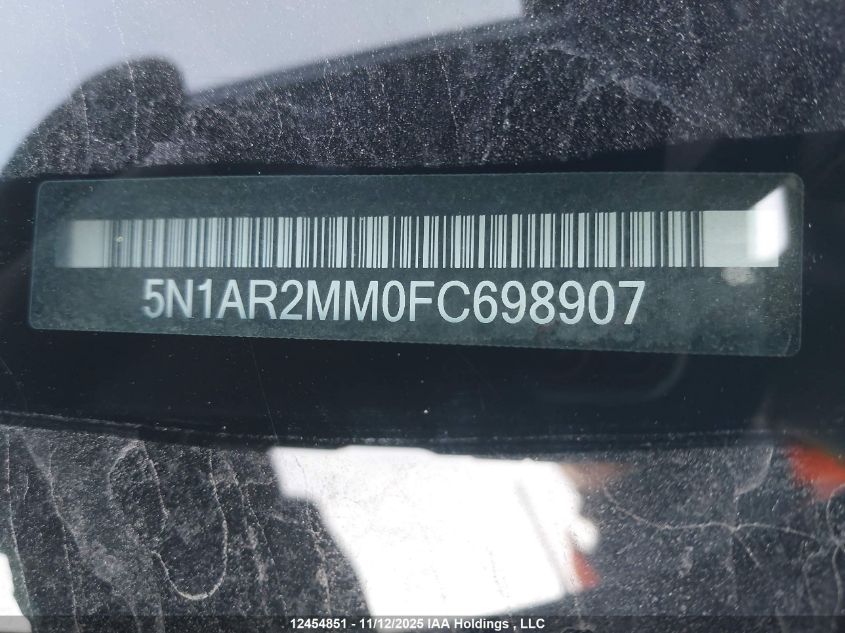 5N1AR2MM0FC698907
12454851 - 11/12/2025 IAA Holdings , LLC